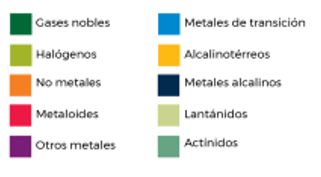 Gases nobles
Halógenos
No metales
Metaloides
Otros metales
Metales de transición
Alcalinotérreos
Metales alcalinos
Lantánidos
Actínidos